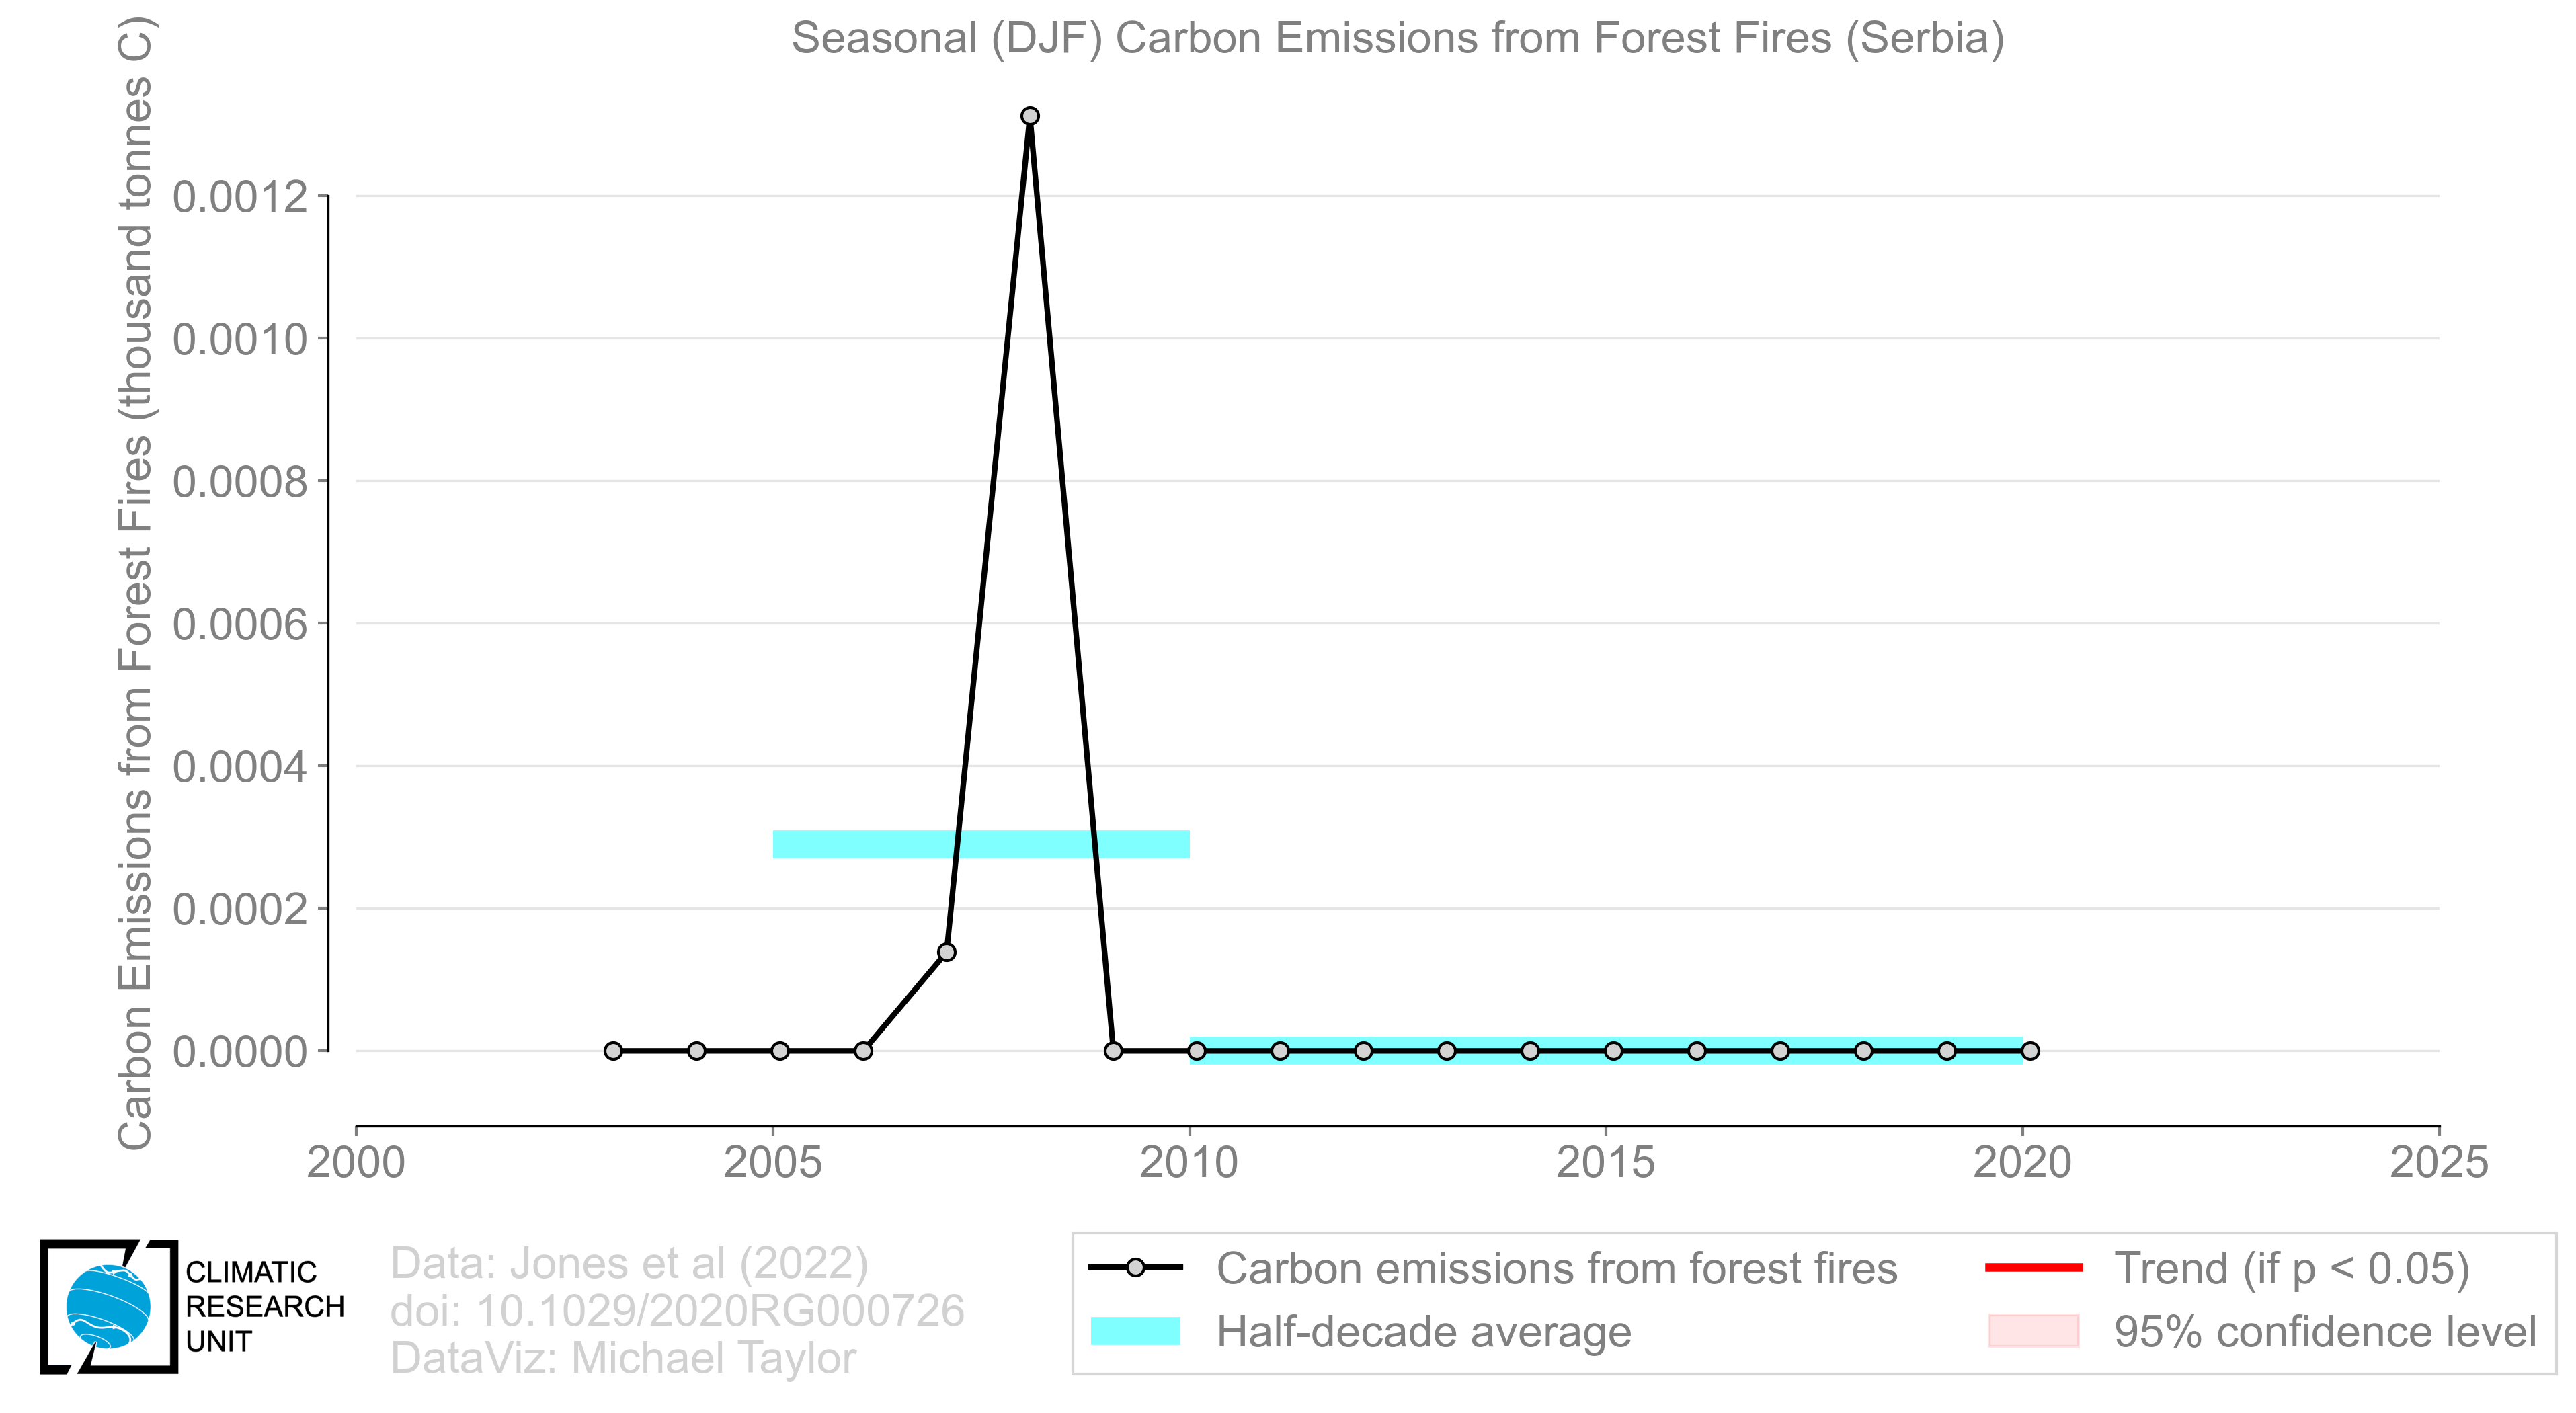 Seasonal (DJF) Carbon Emissions from Forest Fires (Serbia)
Carbon Emissions from Forest Fires (thousand tonnes C)
0.0012
0.0010
0.0008
0.0006
0.0004
0.0002
0.0000
2000
2005
2010
2015
2020
2025
CLIMATIC
RESEARCH
UNIT
Data: Jones et al (2022)
doi: 10.1029/2020RG000726
DataViz: Michael Taylor
Carbon emissions from forest fires
Half-decade average
Trend (if p < 0.05)
95% confidence level